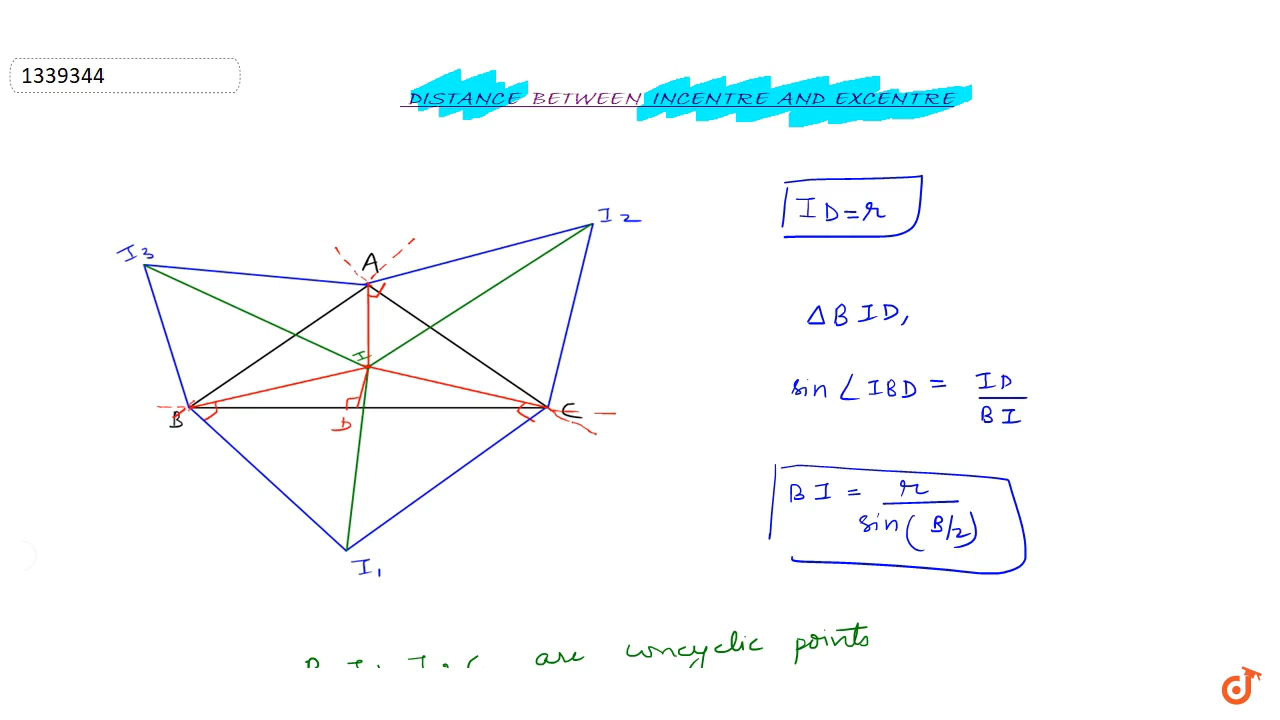 1339344
DISTANCE BETWEEN INCENTRE AND EXCENTRE
ID=r
I2
I3
A
△BID,
I
sin∠IBD = ID/BI
B
D
C
BI = r/sin(B/2)
I1
are concyclic points